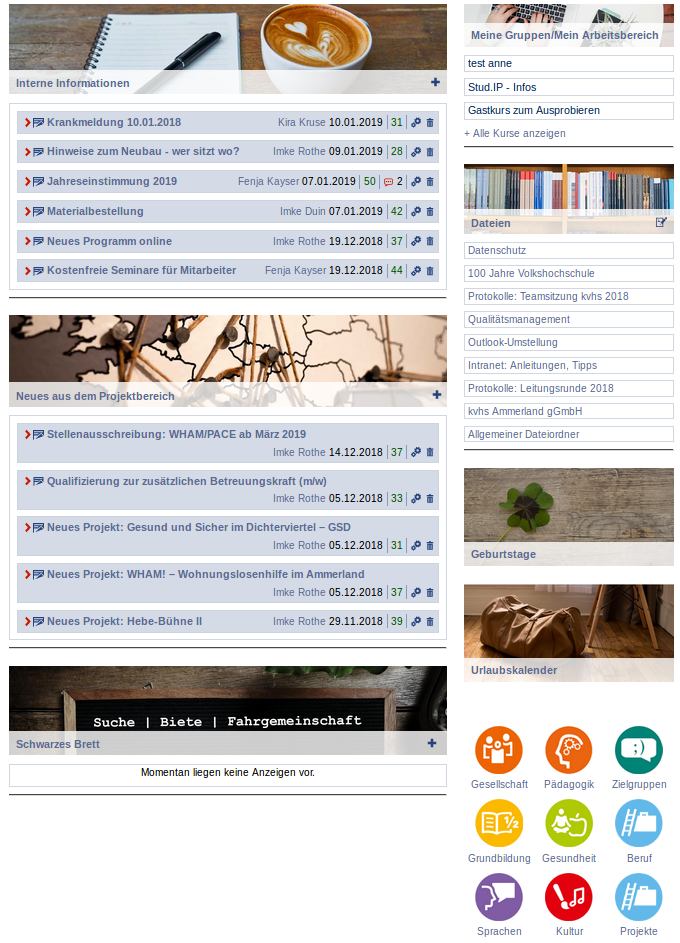 Interne Informationen
Krankmeldung 10.01.2018 Kira Kruse 10.01.2019 31
Hinweise zum Neubau - wer sitzt wo? Imke Rothe 09.01.2019 28
Jahreseinstimmung 2019 Fenja Kayser 07.01.2019 50 2
Materialbestellung Imke Duin 07.01.2019 42
Neues Programm online Imke Rothe 19.12.2018 37
Kostenfreie Seminare für Mitarbeiter Fenja Kayser 19.12.2018 44
Neues aus dem Projektbereich
Stellenausschreibung: WHAM/PACE ab März 2019
Imke Rothe 14.12.2018 37
Qualifizierung zur zusätzlichen Betreuungskraft (m/w)
Imke Rothe 05.12.2018 33
Neues Projekt: Gesund und Sicher im Dichterviertel – GSD
Imke Rothe 05.12.2018 31
Neues Projekt: WHAM! – Wohnungslosenhilfe im Ammerland
Imke Rothe 05.12.2018 37
Neues Projekt: Hebe-Bühne II Imke Rothe 29.11.2018 39
Suche | Biete | Fahrgemeinschaft
Schwarzes Brett
Momentan liegen keine Anzeigen vor.
Meine Gruppen/Mein Arbeitsbereich
test anne
Stud.IP - Infos
Gastkurs zum Ausprobieren
+ Alle Kurse anzeigen
Dateien
Datenschutz
100 Jahre Volkshochschule
Protokolle: Teamsitzung kvhs 2018
Qualitätsmanagement
Outlook-Umstellung
Intranet: Anleitungen, Tipps
Protokolle: Leitungsrunde 2018
kvhs Ammerland gGmbH
Allgemeiner Dateiordner
Geburtstage
Urlaubskalender
;)
Gesellschaft Pädagogik Zielgruppen
½
Grundbildung Gesundheit Beruf
Sprachen Kultur Projekte